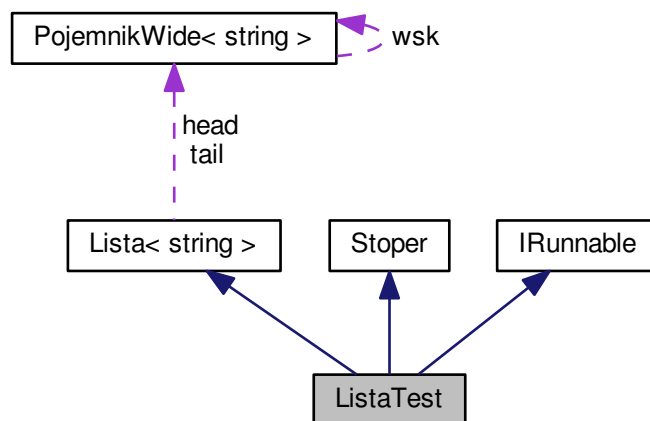 PojemnikWide< string >
wsk
head
tail
Lista< string >
Stoper
IRunnable
ListaTest